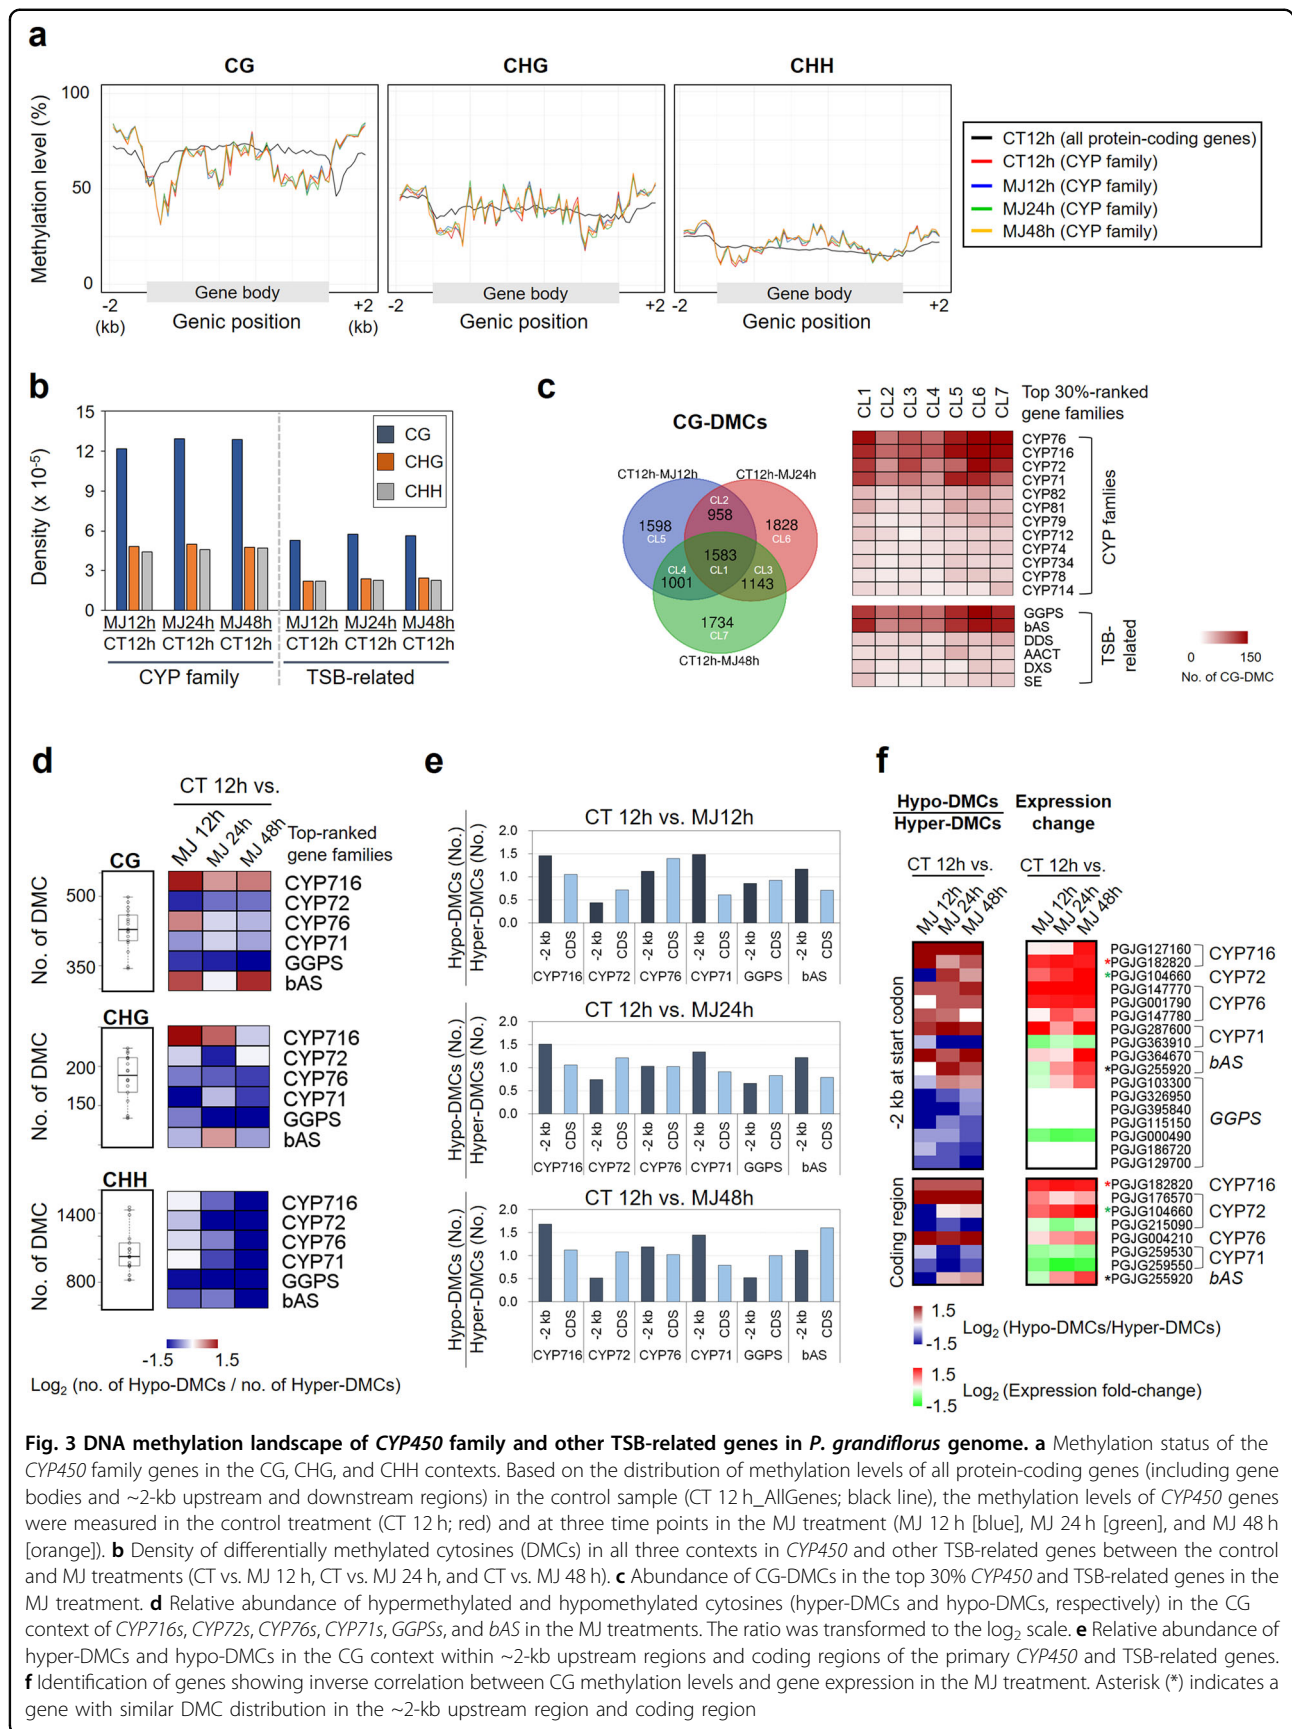 a
CG
CHG
CHH
Methylation level (%)
100
50
0
Gene body
Gene body
Gene body
-2
+2
-2
+2
-2
+2
(kb)
(kb)
Genic position
Genic position
Genic position
CT12h (all protein-coding genes)
CT12h (CYP family)
MJ12h (CYP family)
MJ24h (CYP family)
MJ48h (CYP family)
b
Density (x 10-5)
15
12
9
6
3
0
CG
CHG
CHH
MJ12h MJ24h MJ48h MJ12h MJ24h MJ48h
CT12h CT12h CT12h CT12h CT12h CT12h
CYP family
TSB-related
c
CG-DMCs
CT12h-MJ12h
CT12h-MJ24h
CL2
958
1598
CL5
1828
CL6
1583
CL1
CL4
1001
CL3
1143
1734
CL7
CT12h-MJ48h
CL1 CL2 CL3 CL4 CL5 CL6 CL7
Top 30%-ranked
gene families
CYP76
CYP716
CYP72
CYP71
CYP82
CYP81
CYP79
CYP712
CYP74
CYP734
CYP78
CYP714
CYP families
GGPS
bAS
DDS
AACT
DXS
SE
TSB-
related
0 150
No. of CG-DMC
d
CT 12h vs.
MJ 12h MJ 24h MJ 48h
Top-ranked
gene families
CG
No. of DMC
500
350
CYP716
CYP72
CYP76
CYP71
GGPS
bAS
CHG
No. of DMC
200
150
CYP716
CYP72
CYP76
CYP71
GGPS
bAS
CHH
No. of DMC
1400
800
CYP716
CYP72
CYP76
CYP71
GGPS
bAS
-1.5 1.5
Log2 (no. of Hypo-DMCs / no. of Hyper-DMCs)
e
CT 12h vs. MJ12h
Hypo-DMCs (No.)
Hyper-DMCs (No.)
2.0
1.5
1.0
0.5
0.0
-2 kb CDS -2 kb CDS -2 kb CDS -2 kb CDS -2 kb CDS -2 kb CDS
CYP716 CYP72 CYP76 CYP71 GGPS bAS
CT 12h vs. MJ24h
Hypo-DMCs (No.)
Hyper-DMCs (No.)
2.0
1.5
1.0
0.5
0.0
-2 kb CDS -2 kb CDS -2 kb CDS -2 kb CDS -2 kb CDS -2 kb CDS
CYP716 CYP72 CYP76 CYP71 GGPS bAS
CT 12h vs. MJ48h
Hypo-DMCs (No.)
Hyper-DMCs (No.)
2.0
1.5
1.0
0.5
0.0
-2 kb CDS -2 kb CDS -2 kb CDS -2 kb CDS -2 kb CDS -2 kb CDS
CYP716 CYP72 CYP76 CYP71 GGPS bAS
f
Hypo-DMCs
Hyper-DMCs
Expression
change
CT 12h vs.
CT 12h vs.
MJ 12h MJ 24h MJ 48h
MJ 12h MJ 24h MJ 48h
-2 kb at start codon
PGJG127160
*PGJG182820
CYP716
*PGJG104660
CYP72
PGJG147770
PGJG001790
PGJG147780
CYP76
PGJG287600
PGJG363910
CYP71
PGJG364670
*PGJG255920
bAS
PGJG103300
PGJG326950
PGJG395840
PGJG115150
PGJG000490
PGJG186720
PGJG129700
GGPS
Coding region
*PGJG182820
CYP716
PGJG176570
*PGJG104660
PGJG215090
CYP72
PGJG004210
CYP76
PGJG259530
PGJG259550
CYP71
*PGJG255920
bAS
1.5
-1.5
Log2 (Hypo-DMCs/Hyper-DMCs)
1.5
-1.5
Log2 (Expression fold-change)
Fig. 3 DNA methylation landscape of CYP450 family and other TSB-related genes in P. grandiflorus genome. a Methylation status of the
CYP450 family genes in the CG, CHG, and CHH contexts. Based on the distribution of methylation levels of all protein-coding genes (including gene
bodies and ~2-kb upstream and downstream regions) in the control sample (CT 12 h_AllGenes; black line), the methylation levels of CYP450 genes
were measured in the control treatment (CT 12 h; red) and at three time points in the MJ treatment (MJ 12 h [blue], MJ 24 h [green], and MJ 48 h
[orange]). b Density of differentially methylated cytosines (DMCs) in all three contexts in CYP450 and other TSB-related genes between the control
and MJ treatments (CT vs. MJ 12 h, CT vs. MJ 24 h, and CT vs. MJ 48 h). c Abundance of CG-DMCs in the top 30% CYP450 and TSB-related genes in the
MJ treatment. d Relative abundance of hypermethylated and hypomethylated cytosines (hyper-DMCs and hypo-DMCs, respectively) in the CG
context of CYP716s, CYP72s, CYP76s, CYP71s, GGPSs, and bAS in the MJ treatments. The ratio was transformed to the log2 scale. e Relative abundance of
hyper-DMCs and hypo-DMCs in the CG context within ~2-kb upstream regions and coding regions of the primary CYP450 and TSB-related genes.
f Identification of genes showing inverse correlation between CG methylation levels and gene expression in the MJ treatment. Asterisk (*) indicates a
gene with similar DMC distribution in the ~2-kb upstream region and coding region